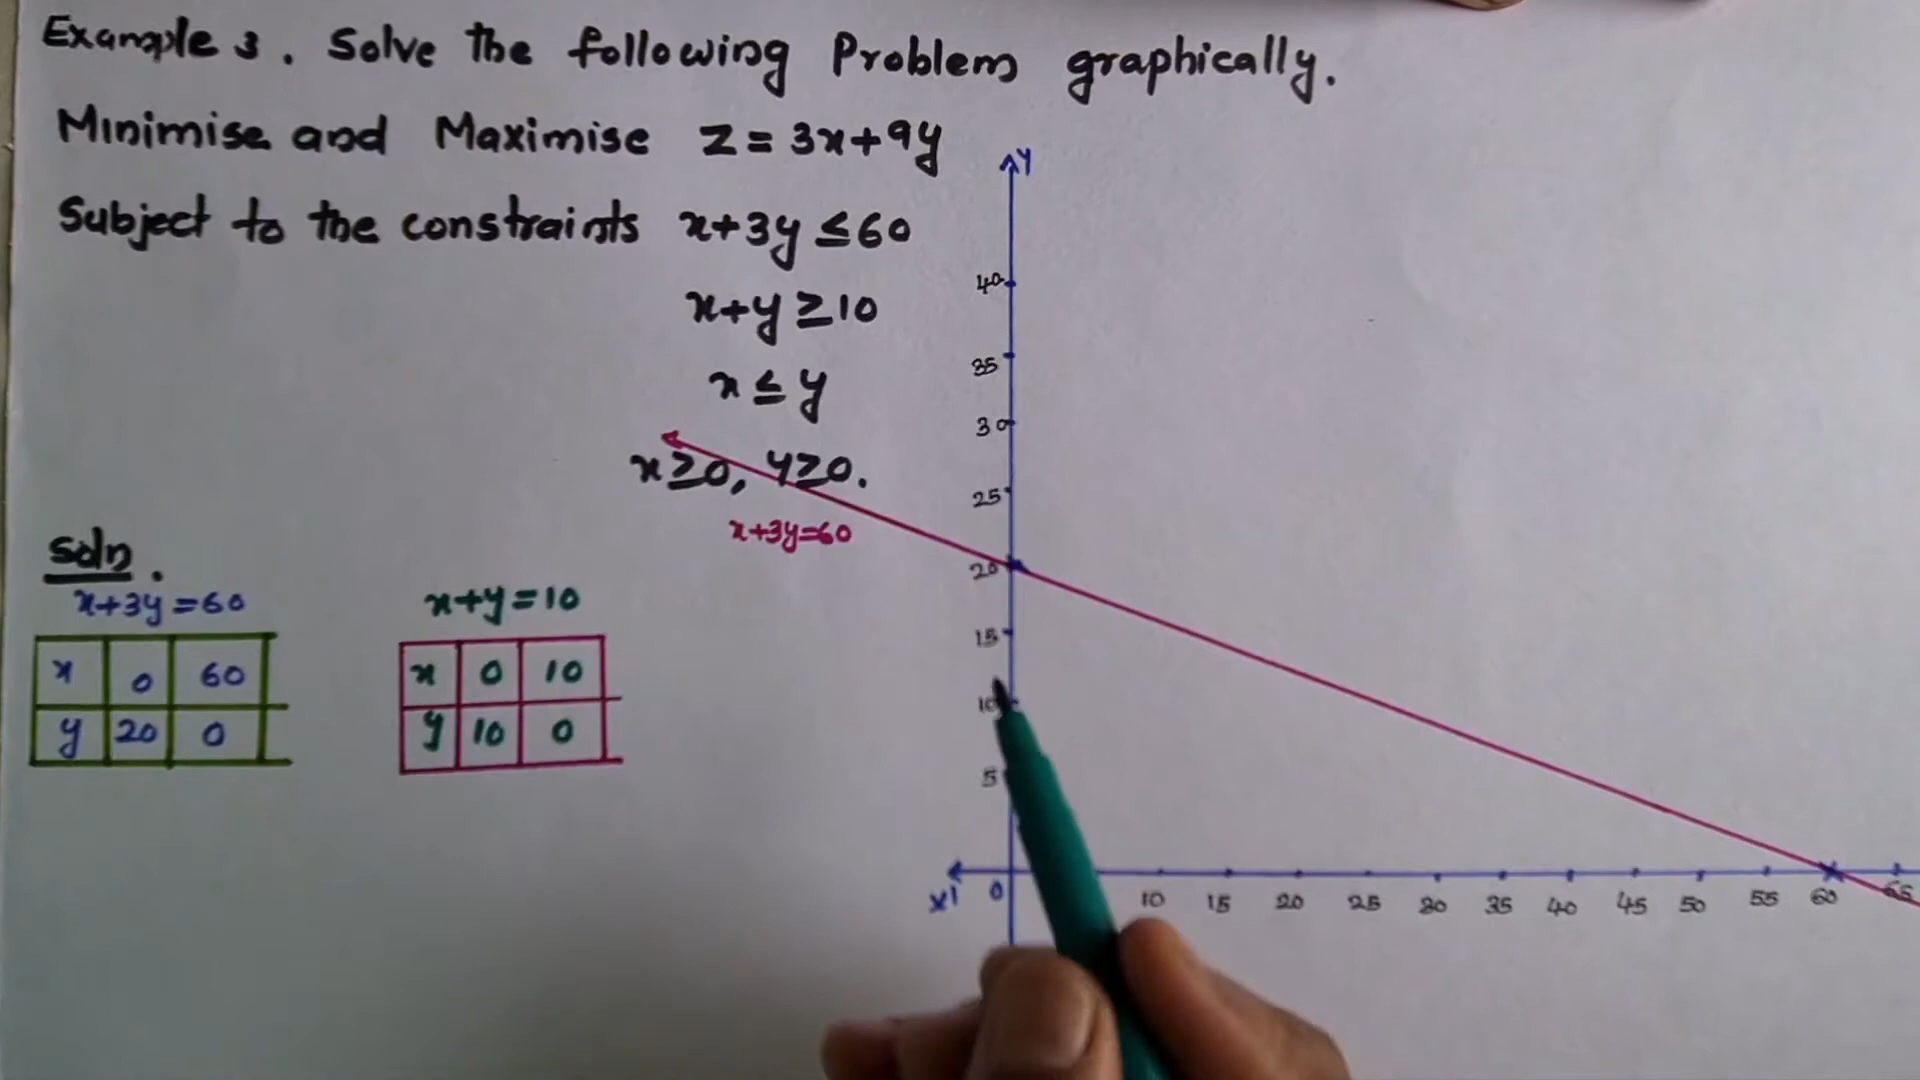 Example 3. Solve the following Problem graphically.
Minimise and Maximise Z = 3x+9y
Subject to the constraints x+3y ≤ 60
x+y ≥ 10
x ≤ y
x ≥ 0, y ≥ 0.
Soln.
x+3y = 60
x 0 60
y 20 0
x+y = 10
x 0 10
y 10 0
x+3y=60
Y
40
35
30
25
20
15
10
5
X' 0 10 15 20 25 30 35 40 45 50 55 60 65